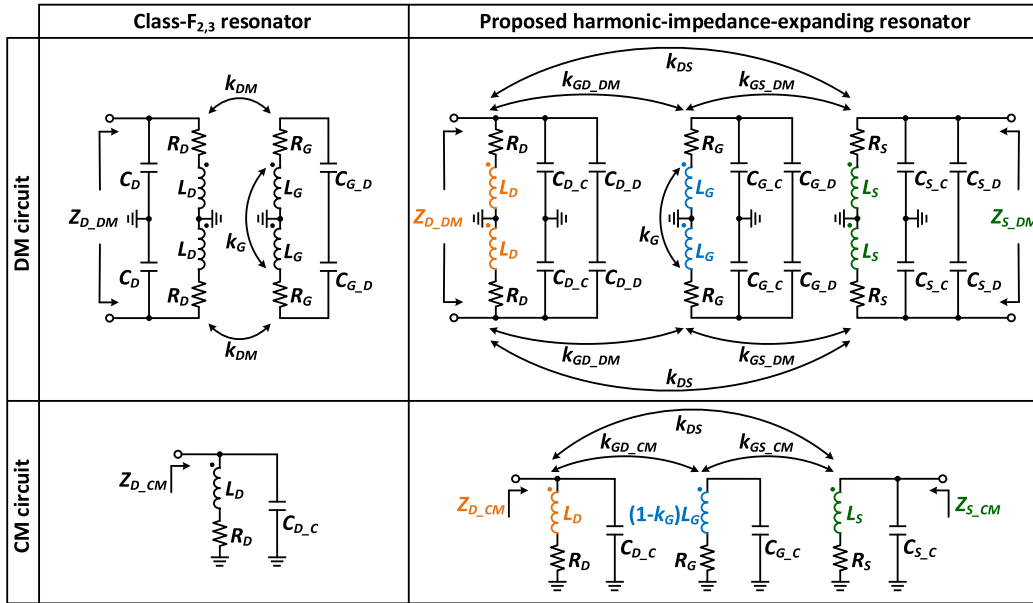 Class-F2,3 resonator
Proposed harmonic-impedance-expanding resonator
DM circuit
kDM
RD
RG
CD
LD
LG
CG_D
ZD_DM
kG
CD
LD
LG
CG_D
RD
RG
kDM
kDS
kGD_DM
kGS_DM
RD
RG
RS
LD
CD_C
CD_D
LG
CG_C
CG_D
LS
CS_C
CS_D
ZD_DM
kG
ZS_DM
LD
CD_C
CD_D
LG
CG_C
CG_D
LS
CS_C
CS_D
RD
RG
RS
kGD_DM
kGS_DM
kDS
CM circuit
ZD_CM
LD
RD
CD_C
kDS
kGD_CM
kGS_CM
ZD_CM
LD
(1-kG)LG
LS
ZS_CM
RD
CD_C
RG
CG_C
RS
CS_C